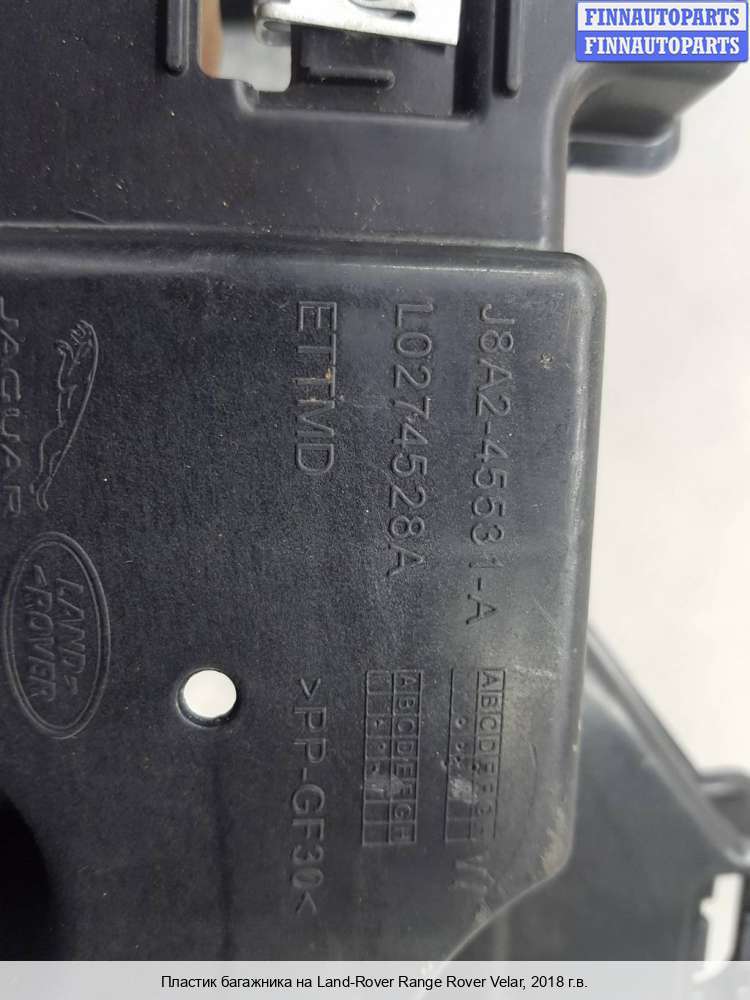 FINNAUTOPARTS
FINNAUTOPARTS
J8A2-45531-A
L0274528A
ETTMD
JAGUAR
LAND-
ROVER
ABCDEFG
ABCDEFGH
>PP-GF30<
Пластик багажника на Land-Rover Range Rover Velar, 2018 г.в.